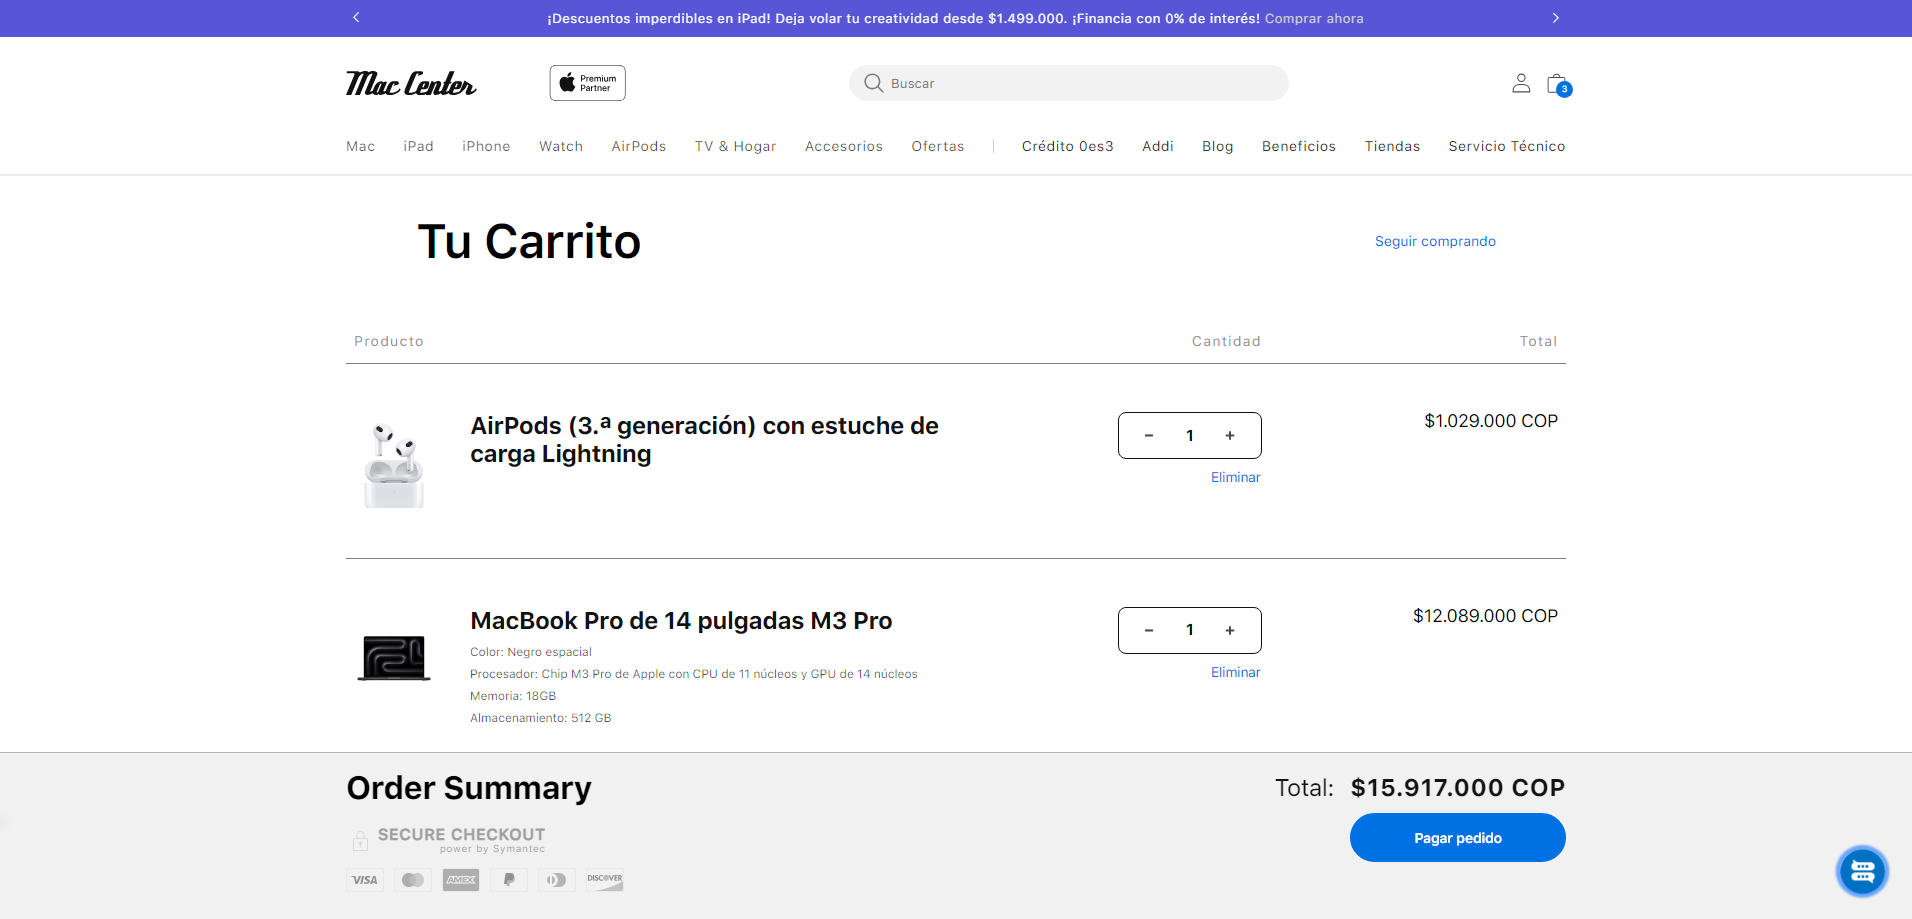 ¡Descuentos imperdibles en iPad! Deja volar tu creatividad desde $1.499.000. ¡Financia con 0% de interés! Comprar ahora
Mac Center
Premium
Partner
Buscar
3
Mac iPad iPhone Watch AirPods TV & Hogar Accesorios Ofertas Crédito 0es3 Addi Blog Beneficios Tiendas Servicio Técnico
Tu Carrito
Seguir comprando
Producto Cantidad Total
AirPods (3.ª generación) con estuche de
carga Lightning
- 1 +
Eliminar
$1.029.000 COP
MacBook Pro de 14 pulgadas M3 Pro
Color: Negro espacial
Procesador: Chip M3 Pro de Apple con CPU de 11 núcleos y GPU de 14 núcleos
Memoria: 18GB
Almacenamiento: 512 GB
- 1 +
Eliminar
$12.089.000 COP
Order Summary
SECURE CHECKOUT
power by Symantec
VISA AMEX DISCOVER
Total: $15.917.000 COP
Pagar pedido